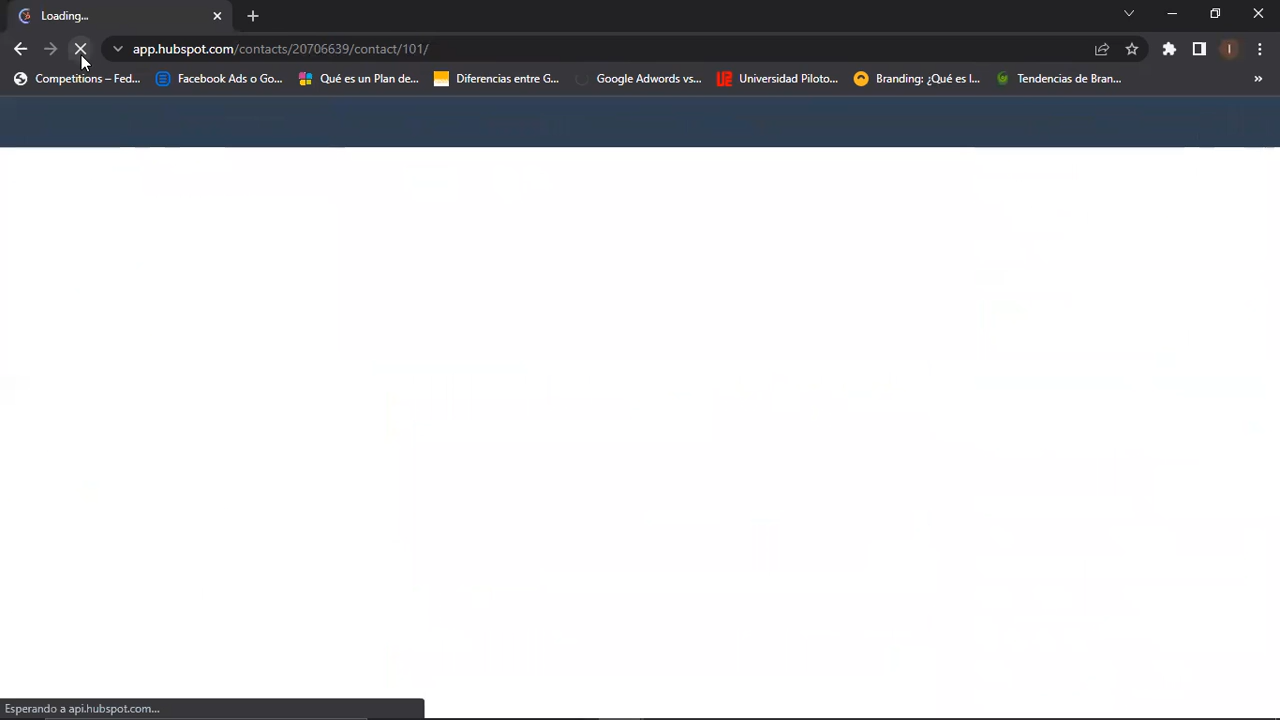 Loading...
app.hubspot.com/contacts/20706639/contact/101/
I
Competitions – Fed...
Facebook Ads o Go...
Qué es un Plan de...
Diferencias entre G...
Google Adwords vs...
Universidad Piloto...
Branding: ¿Qué es l...
Tendencias de Bran...
Esperando a api.hubspot.com...